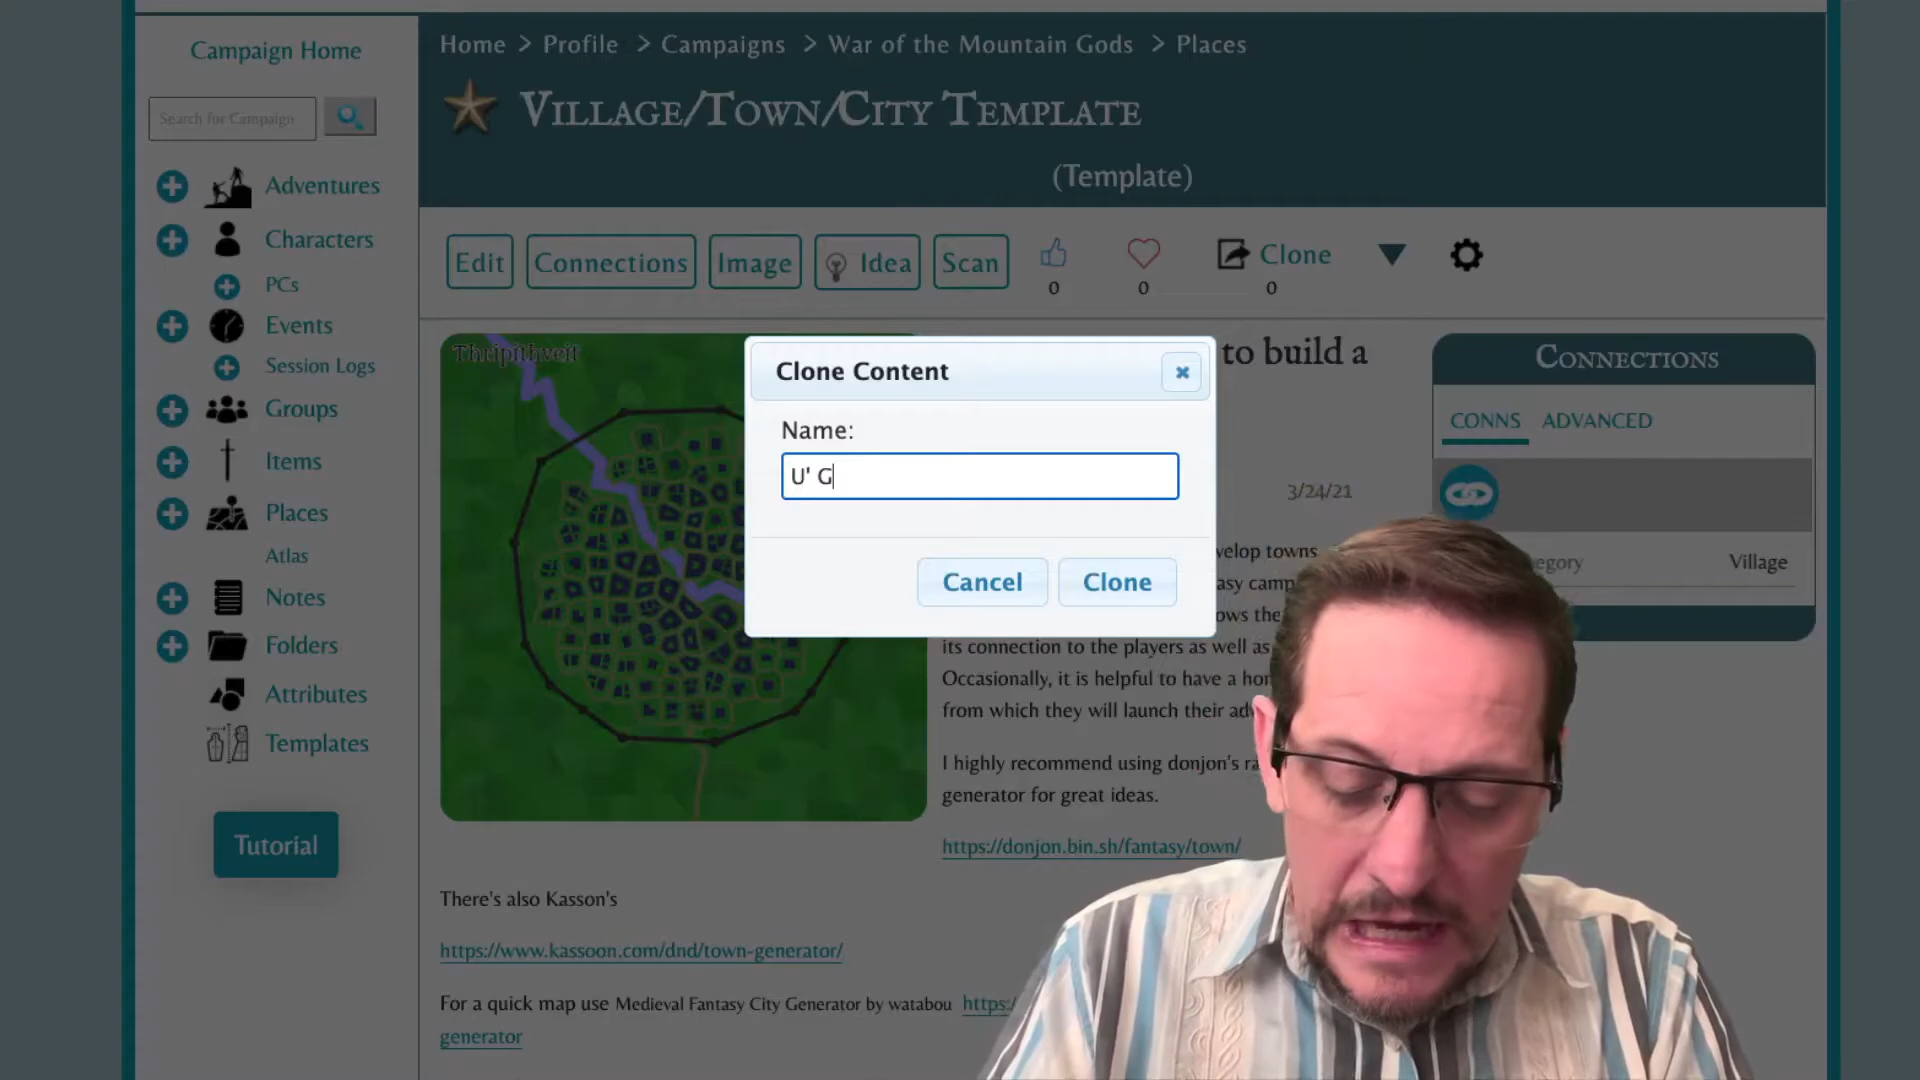 Campaign Home
Home > Profile > Campaigns > War of the Mountain Gods > Places
Search for Campaign
Village/Town/City Template
(Template)
Adventures
Characters
PCs
Events
Session Logs
Groups
Items
Places
Atlas
Notes
Folders
Attributes
Templates
Tutorial
Edit
Connections
Image
Idea
Scan
0
0
Clone
0
Thripithveit
to build a
Clone Content
Name:
U' G
Cancel
Clone
3/24/21
velop towns
asy camp
ows the
its connection to the players as well as
Occasionally, it is helpful to have a hor
from which they will launch their adv
I highly recommend using donjon's ra
generator for great ideas.
https://donjon.bin.sh/fantasy/town/
Connections
CONNS ADVANCED
egory Village
There's also Kasson's
https://www.kassoon.com/dnd/town-generator/
For a quick map use Medieval Fantasy City Generator by watabou https:/
generator